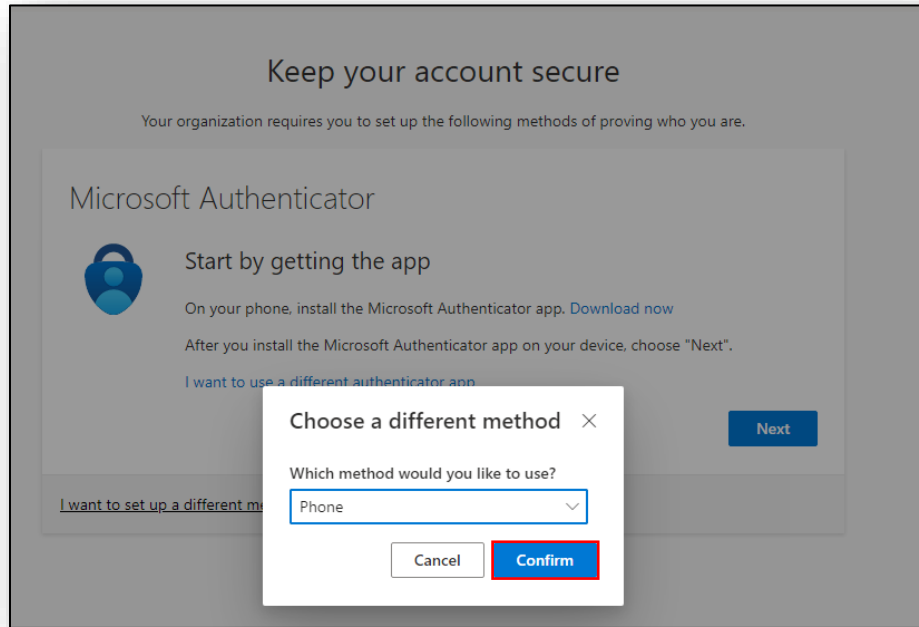 Keep your account secure
Your organization requires you to set up the following methods of proving who you are.
Microsoft Authenticator
Start by getting the app
On your phone, install the Microsoft Authenticator app. Download now
After you install the Microsoft Authenticator app on your device, choose "Next".
I want to use a different authenticator app
Choose a different method
Next
Which method would you like to use?
I want to set up a different
Phone
Cancel
Confirm